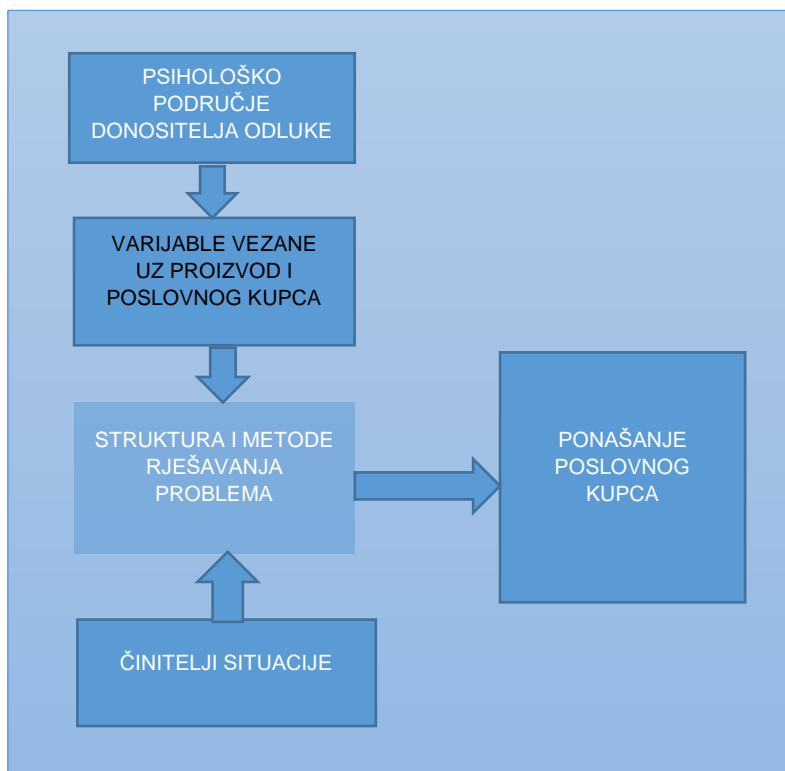 PSIHOLOŠKO
PODRUČJE
DONOSITELJA ODLUKE
VARIJABLE VEZANE
UZ PROIZVOD I
POSLOVNOG KUPCA
STRUKTURA I METODE
RJEŠAVANJA
PROBLEMA
PONAŠANJE
POSLOVNOG
KUPCA
ČINITELJI SITUACIJE